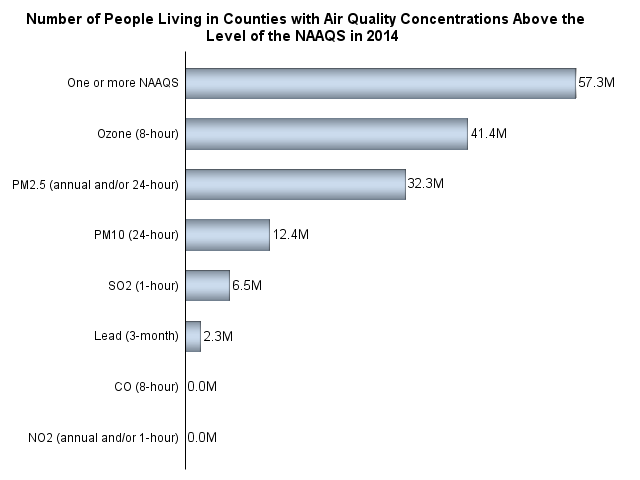 Number of People Living in Counties with Air Quality Concentrations Above the
Level of the NAAQS in 2014
One or more NAAQS 57.3M
Ozone (8-hour) 41.4M
PM2.5 (annual and/or 24-hour) 32.3M
PM10 (24-hour) 12.4M
SO2 (1-hour) 6.5M
Lead (3-month) 2.3M
CO (8-hour) 0.0M
NO2 (annual and/or 1-hour) 0.0M